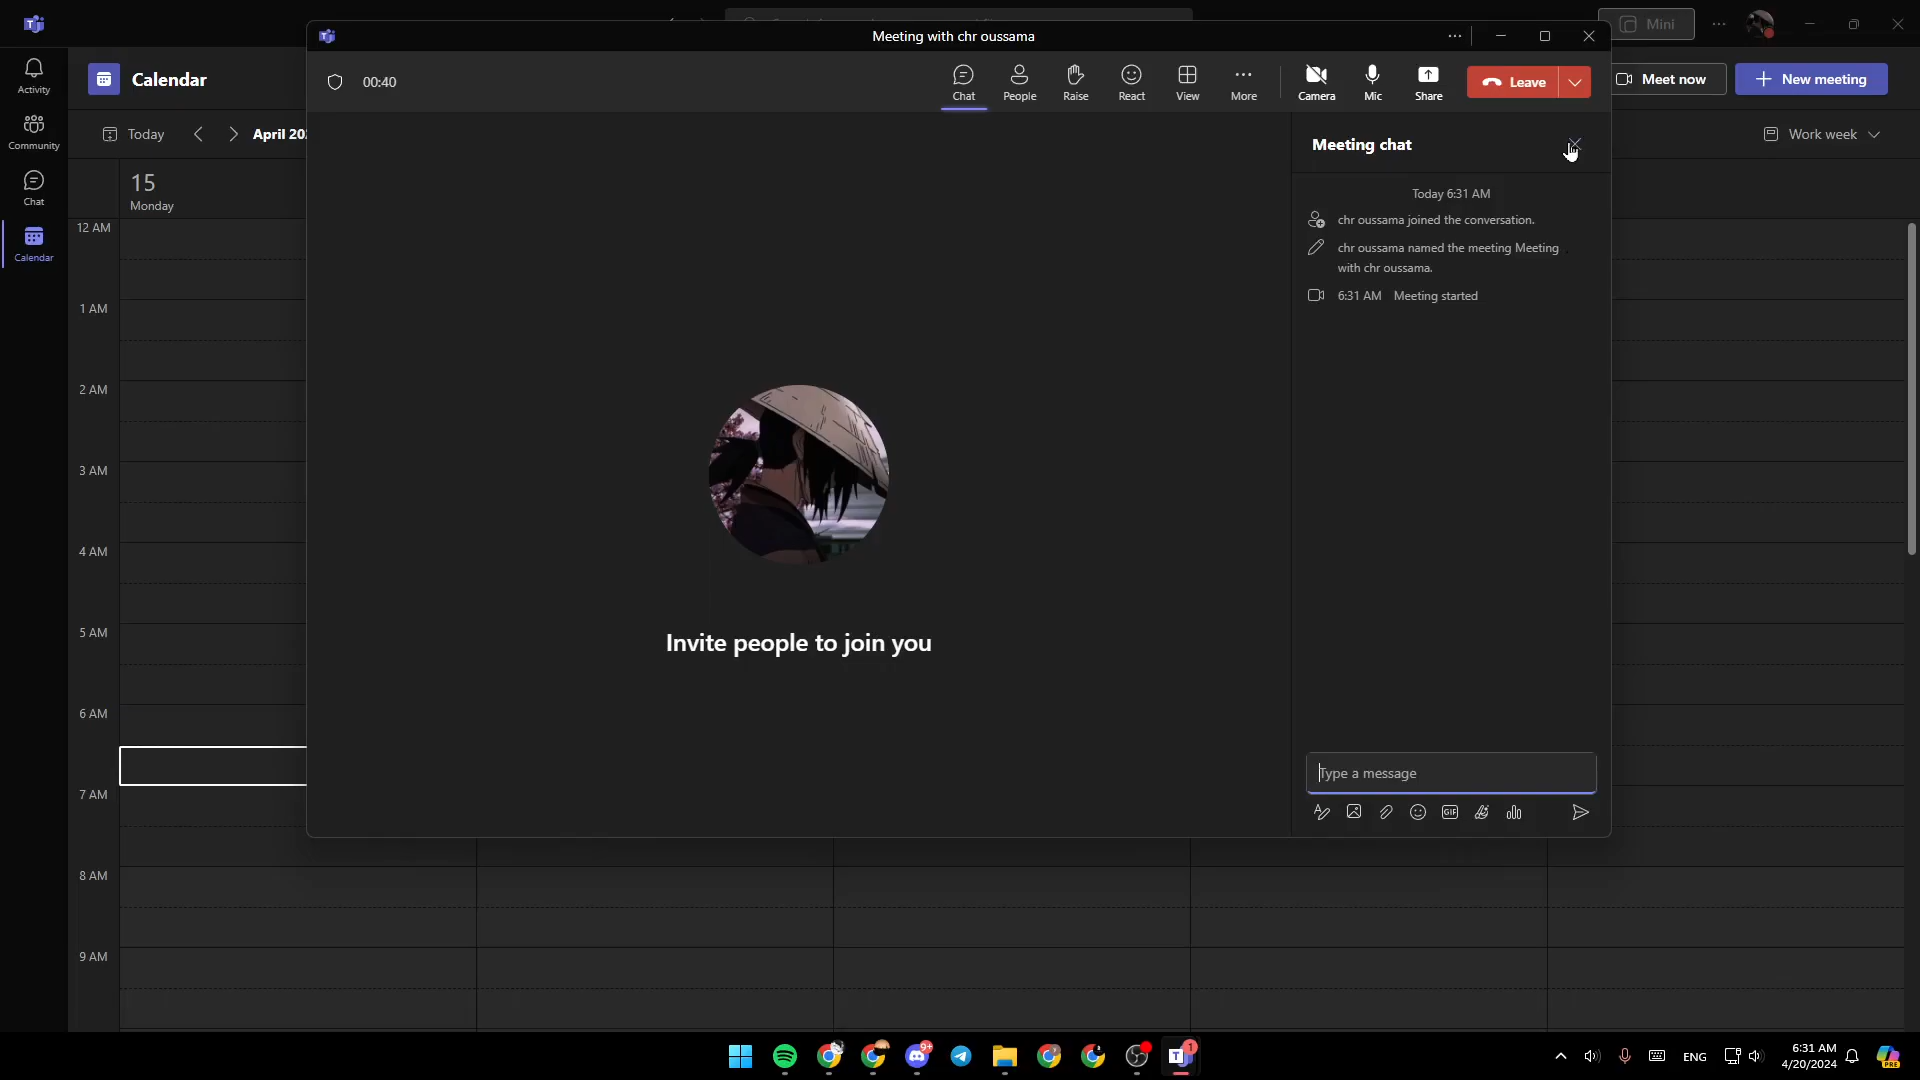 Mini
Meeting with chr oussama
Activity
Community
Chat
Calendar
Calendar
Meet now
New meeting
Today
April 20
Work week
15
Monday
12 AM
1 AM
2 AM
3 AM
4 AM
5 AM
6 AM
7 AM
8 AM
9 AM
00:40
Chat
People
Raise
React
View
More
Camera
Mic
Share
Leave
Invite people to join you
Meeting chat
Today 6:31 AM
chr oussama joined the conversation.
chr oussama named the meeting Meeting
with chr oussama.
6:31 AM Meeting started
Type a message
GIF
9+
1
ENG
6:31 AM
4/20/2024
PRE